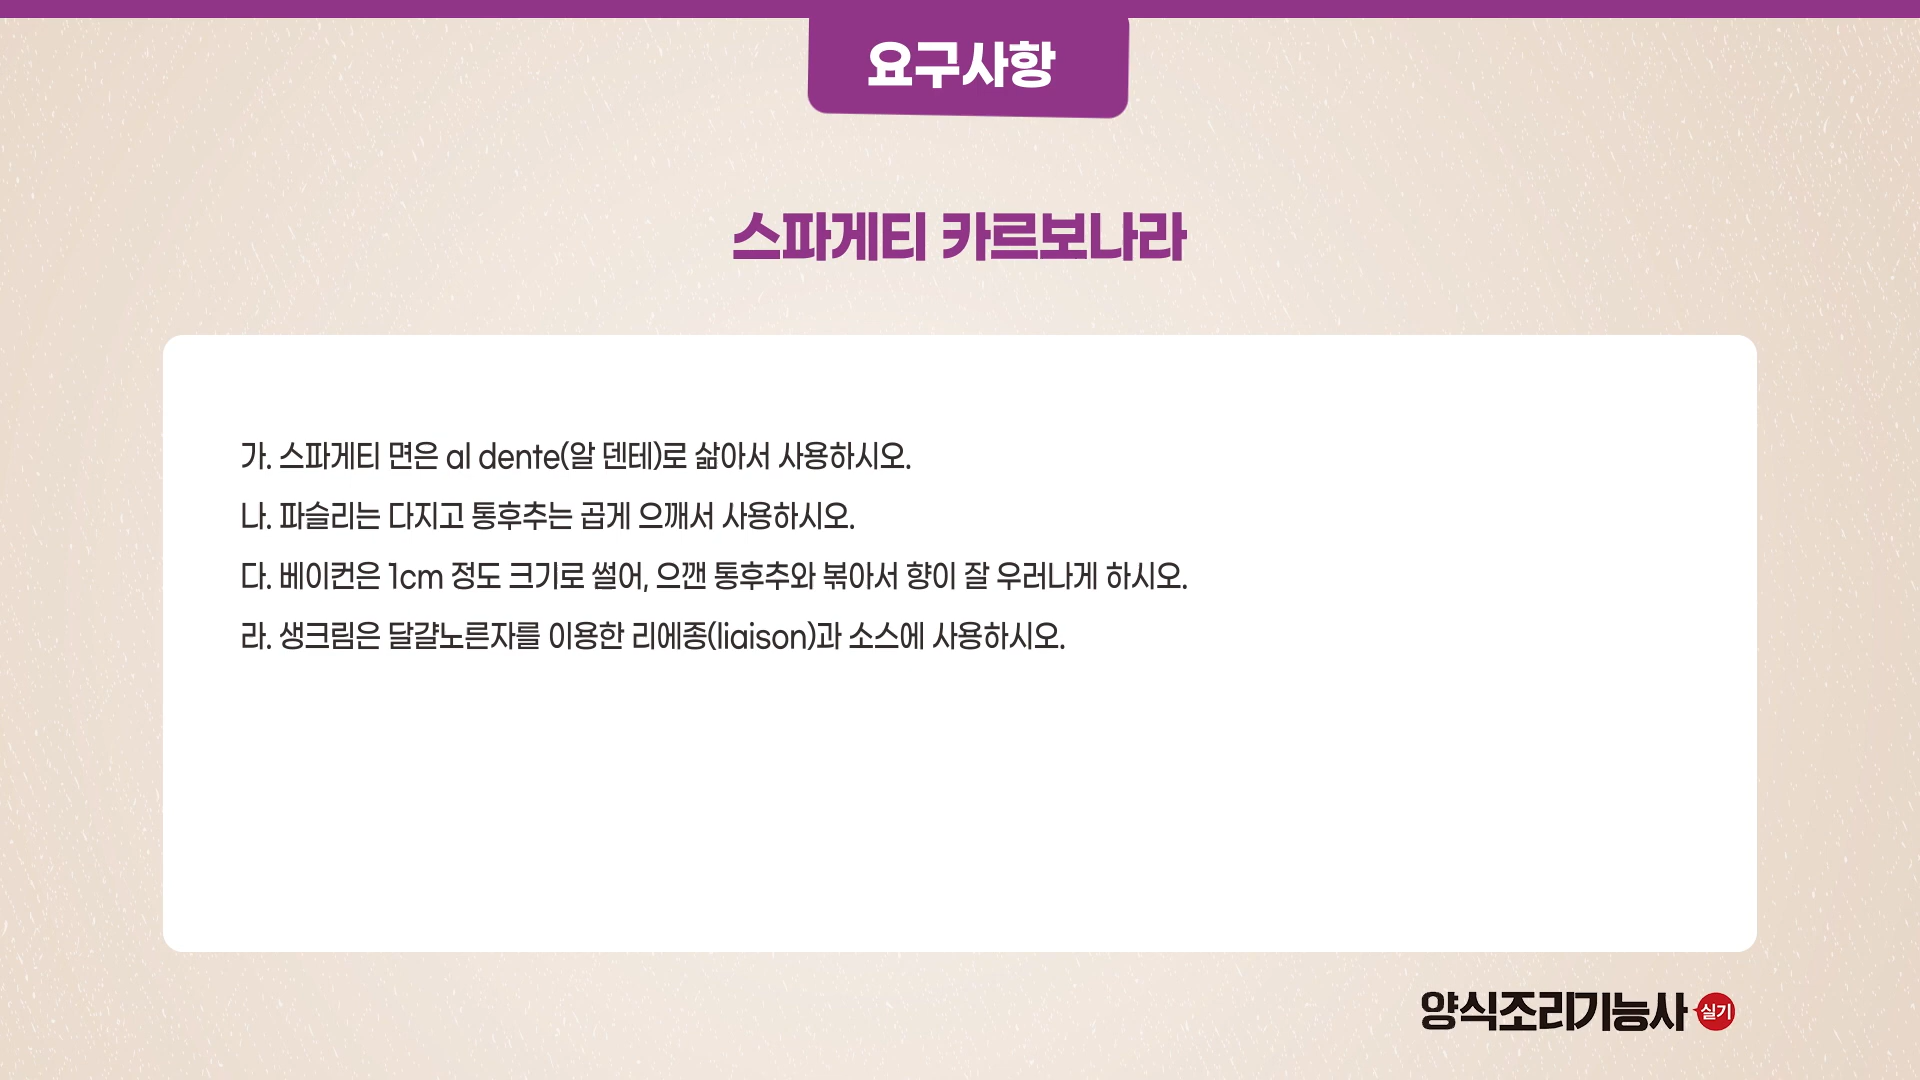 요구사항
스파게티 카르보나라
가. 스파게티 면은 al dente(알 덴테)로 삶아서 사용하시오.
나. 파슬리는 다지고 통후추는 곱게 으깨서 사용하시오.
다. 베이컨은 1cm 정도 크기로 썰어, 으깬 통후추와 볶아서 향이 잘 우러나게 하시오.
라. 생크림은 달걀노른자를 이용한 리에종(liaison)과 소스에 사용하시오.
양식조리기능사 실기